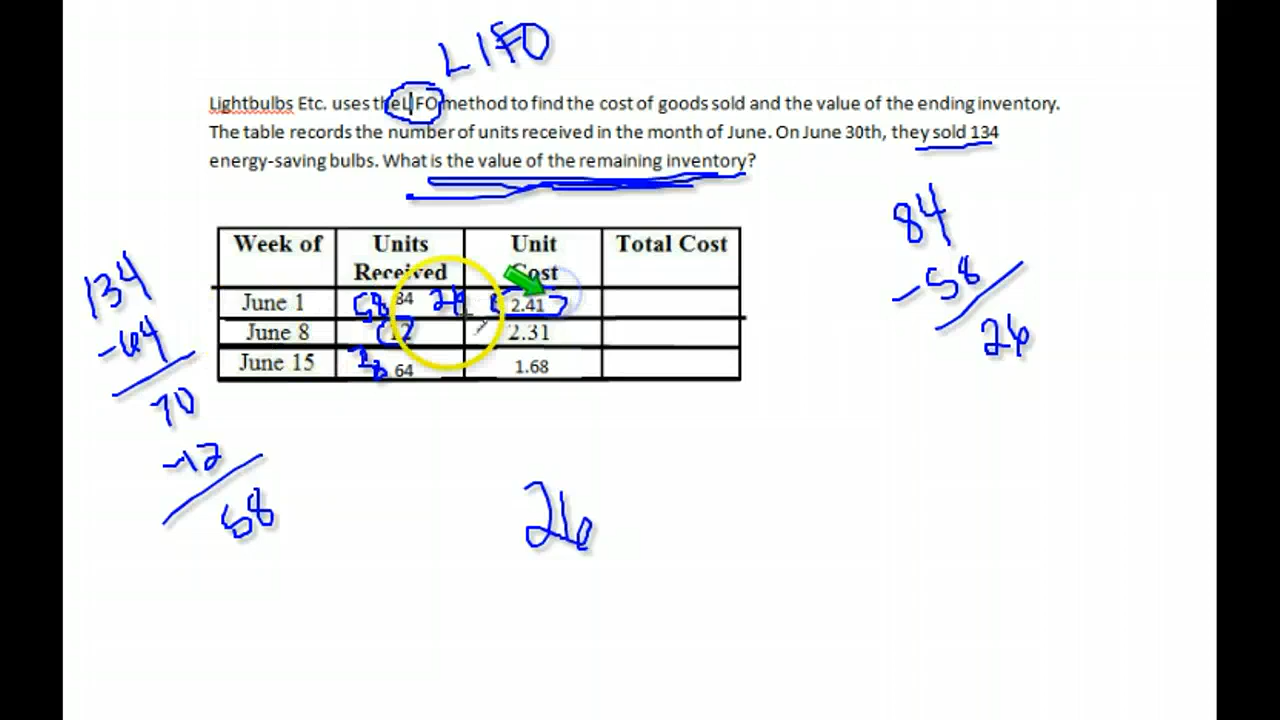 LIFO
Lightbulbs Etc. uses the LIFO method to find the cost of goods sold and the value of the ending inventory.
The table records the number of units received in the month of June. On June 30th, they sold 134
energy-saving bulbs. What is the value of the remaining inventory?
Week of Units Received Unit Cost Total Cost
June 1 58 84 26 2.41
June 8 12 2.31
June 15 64 1.68
134
-64
70
-12
58
84
-58
26
26